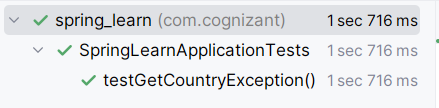 spring_learn (com.cognizant) 1 sec 716 ms
SpringLearnApplicationTests 1 sec 716 ms
testGetCountryException() 1 sec 716 ms